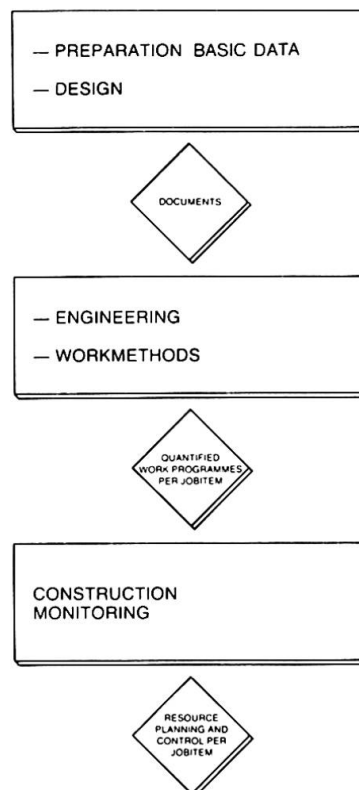 — PREPARATION BASIC DATA
— DESIGN
DOCUMENTS
— ENGINEERING
— WORKMETHODS
QUANTIFIED
WORK PROGRAMMES
PER JOBITEM
CONSTRUCTION
MONITORING
RESOURCE
PLANNING AND
CONTROL PER
JOBITEM